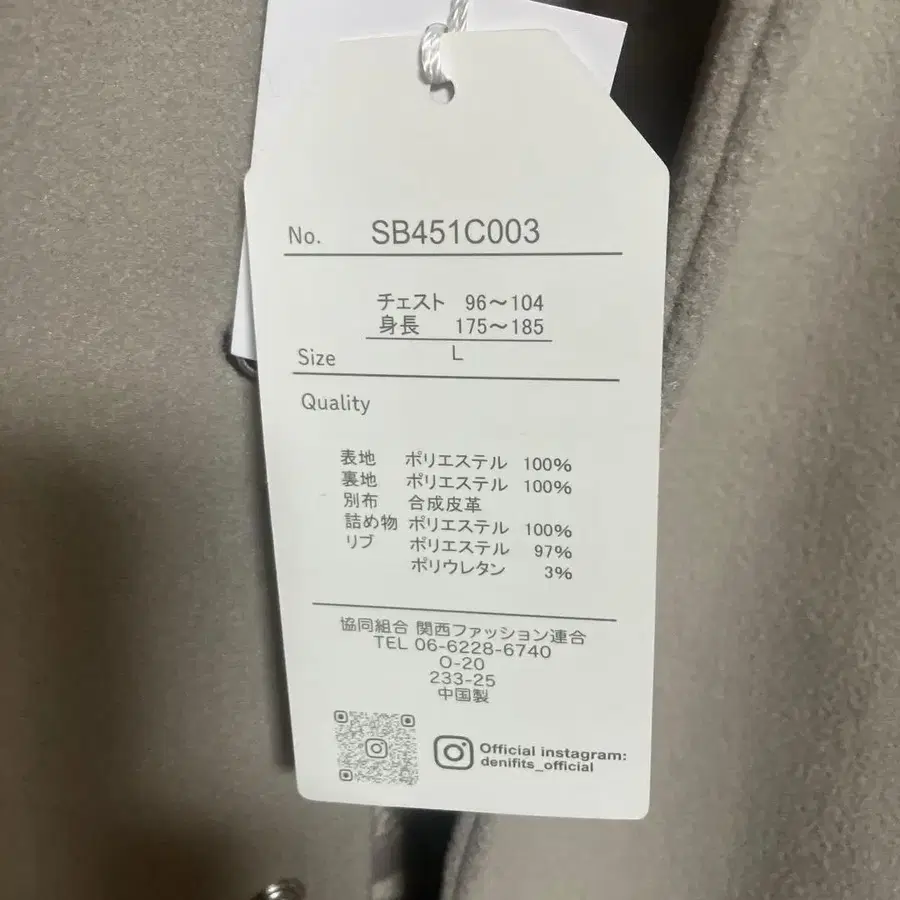 No. SB451C003
チェスト 96～104
身長 175～185
Size L
Quality
表地 ポリエステル 100%
裏地 ポリエステル 100%
別布 合成皮革
詰め物 ポリエステル 100%
リブ ポリエステル 97%
ポリウレタン 3%
協同組合 関西ファッション連合
TEL 06-6228-6740
O-20
233-25
中国製
Official instagram:
denifits_official